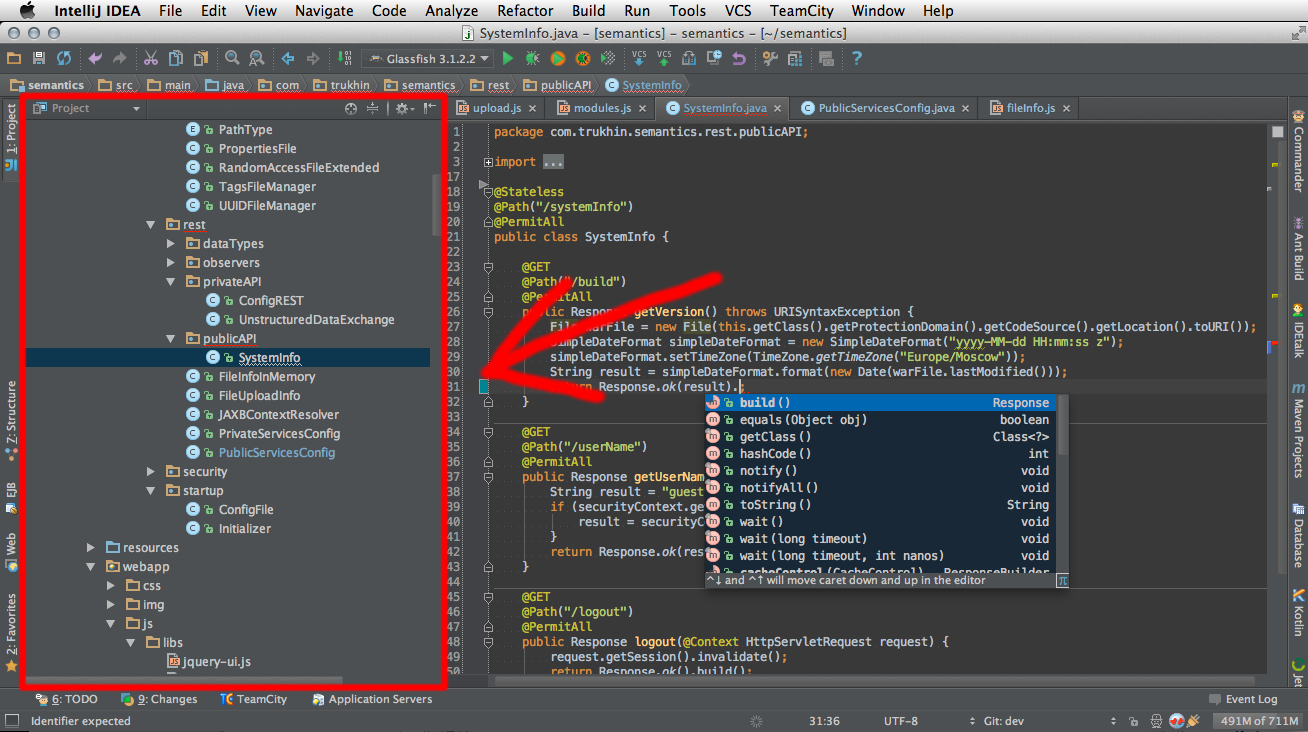 IntelliJ IDEA File Edit View Navigate Code Analyze Refactor Build Run Tools VCS TeamCity Window Help
SystemInfo.java – [semantics] – semantics – [~/semantics]
Glassfish 3.1.2.2 VCS VCS
semantics src main java com trukhin semantics rest publicAPI SystemInfo
Project
upload.js modules.js SystemInfo.java PublicServicesConfig.java fileInfo.js
1: Project
Z: Structure
EJB
Web
2: Favorites
PathType
PropertiesFile
RandomAccessFileExtended
TagsFileManager
UUIDFileManager
rest
dataTypes
observers
privateAPI
ConfigREST
UnstructuredDataExchange
publicAPI
SystemInfo
FileInfoInMemory
FileUploadInfo
JAXBContextResolver
PrivateServicesConfig
PublicServicesConfig
security
startup
ConfigFile
Initializer
resources
webapp
css
img
js
libs
jquery-ui.js
1 package com.trukhin.semantics.rest.publicAPI;
2
3 import ...
17
18 @Stateless
19 @Path("/systemInfo")
20 @PermitAll
21 public class SystemInfo {
22
23 @GET
24 @Path("/build")
25 @PermitAll
26 public Response getVersion() throws URISyntaxException {
27 File warFile = new File(this.getClass().getProtectionDomain().getCodeSource().getLocation().toURI());
28 SimpleDateFormat simpleDateFormat = new SimpleDateFormat("yyyy-MM-dd HH:mm:ss z");
29 simpleDateFormat.setTimeZone(TimeZone.getTimeZone("Europe/Moscow"));
30 String result = simpleDateFormat.format(new Date(warFile.lastModified()));
31 return Response.ok(result).;
32 }
34 @GET
35 @Path("/userName")
36 @PermitAll
37 public Response getUserNam
38 String result = "guest
39 if (securityContext.ge
40 result = securityC
41 }
42 return Response.ok(res
43 }
44
45 @GET
46 @Path("/logout")
47 @PermitAll
48 public Response logout(@Context HttpServletRequest request) {
49 request.getSession().invalidate();
50 return Response.ok().build();
build() Response
equals(Object obj) boolean
getClass() Class<?>
hashCode() int
notify() void
notifyAll() void
toString() String
wait() void
wait(long timeout) void
wait(long timeout, int nanos) void
cacheControl(CacheControl) ResponseBuilder
^↓ and ^↑ will move caret down and up in the editor π
Commander
Ant Build
IDEtalk
Maven Projects
Database
Kotlin
Jet
6: TODO 9: Changes TeamCity Application Servers Event Log
Identifier expected 31:36 UTF-8 Git: dev 491M of 711M